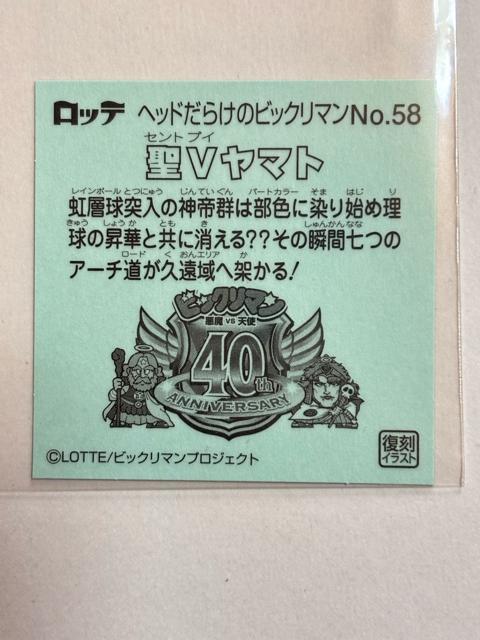 ロッテ ヘッドだらけのビックリマンNo.58
セント ブイ
聖Vヤマト
レインボール とつにゅう じんていぐん パートカラー そま はじ り
虹層球突入の神帝群は部色に染り始め理
きゅう しょうか とも き しゅんかんなな
球の昇華と共に消える??その瞬間七つの
ロード く おんエリア か
アーチ道が久遠域へ架かる!
ビックリマン
悪魔 VS 天使
40th
ANNIVERSARY
©LOTTE/ビックリマンプロジェクト
復刻
イラスト